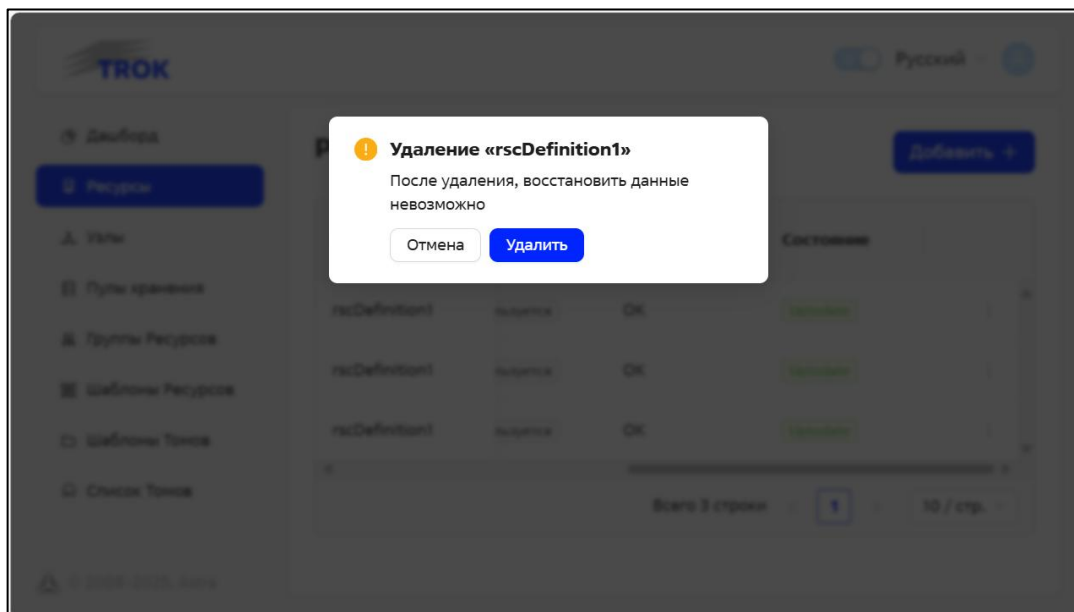 TROK
Русский
Дашборд
Ресурсы
Узлы
Пулы хранения
Группы Ресурсов
Шаблоны Ресурсов
Шаблоны Томов
Список Томов
Добавить +
Удаление «rscDefinition1»
После удаления, восстановить данные
невозможно
Отмена
Удалить
Состояние
rscDefinition1 OK
rscDefinition1 OK
rscDefinition1 OK
Всего 3 строки 1 10 / стр.